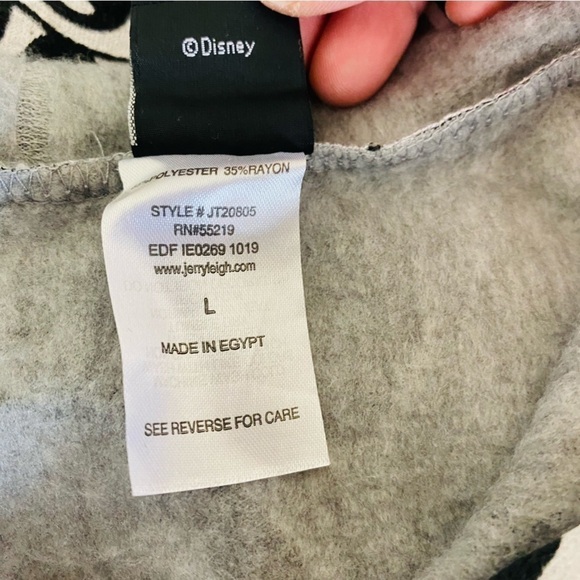 ©Disney
POLYESTER 35%RAYON
STYLE # JT20805
RN#55219
EDF IE0269 1019
www.jerryleigh.com
L
MADE IN EGYPT
SEE REVERSE FOR CARE